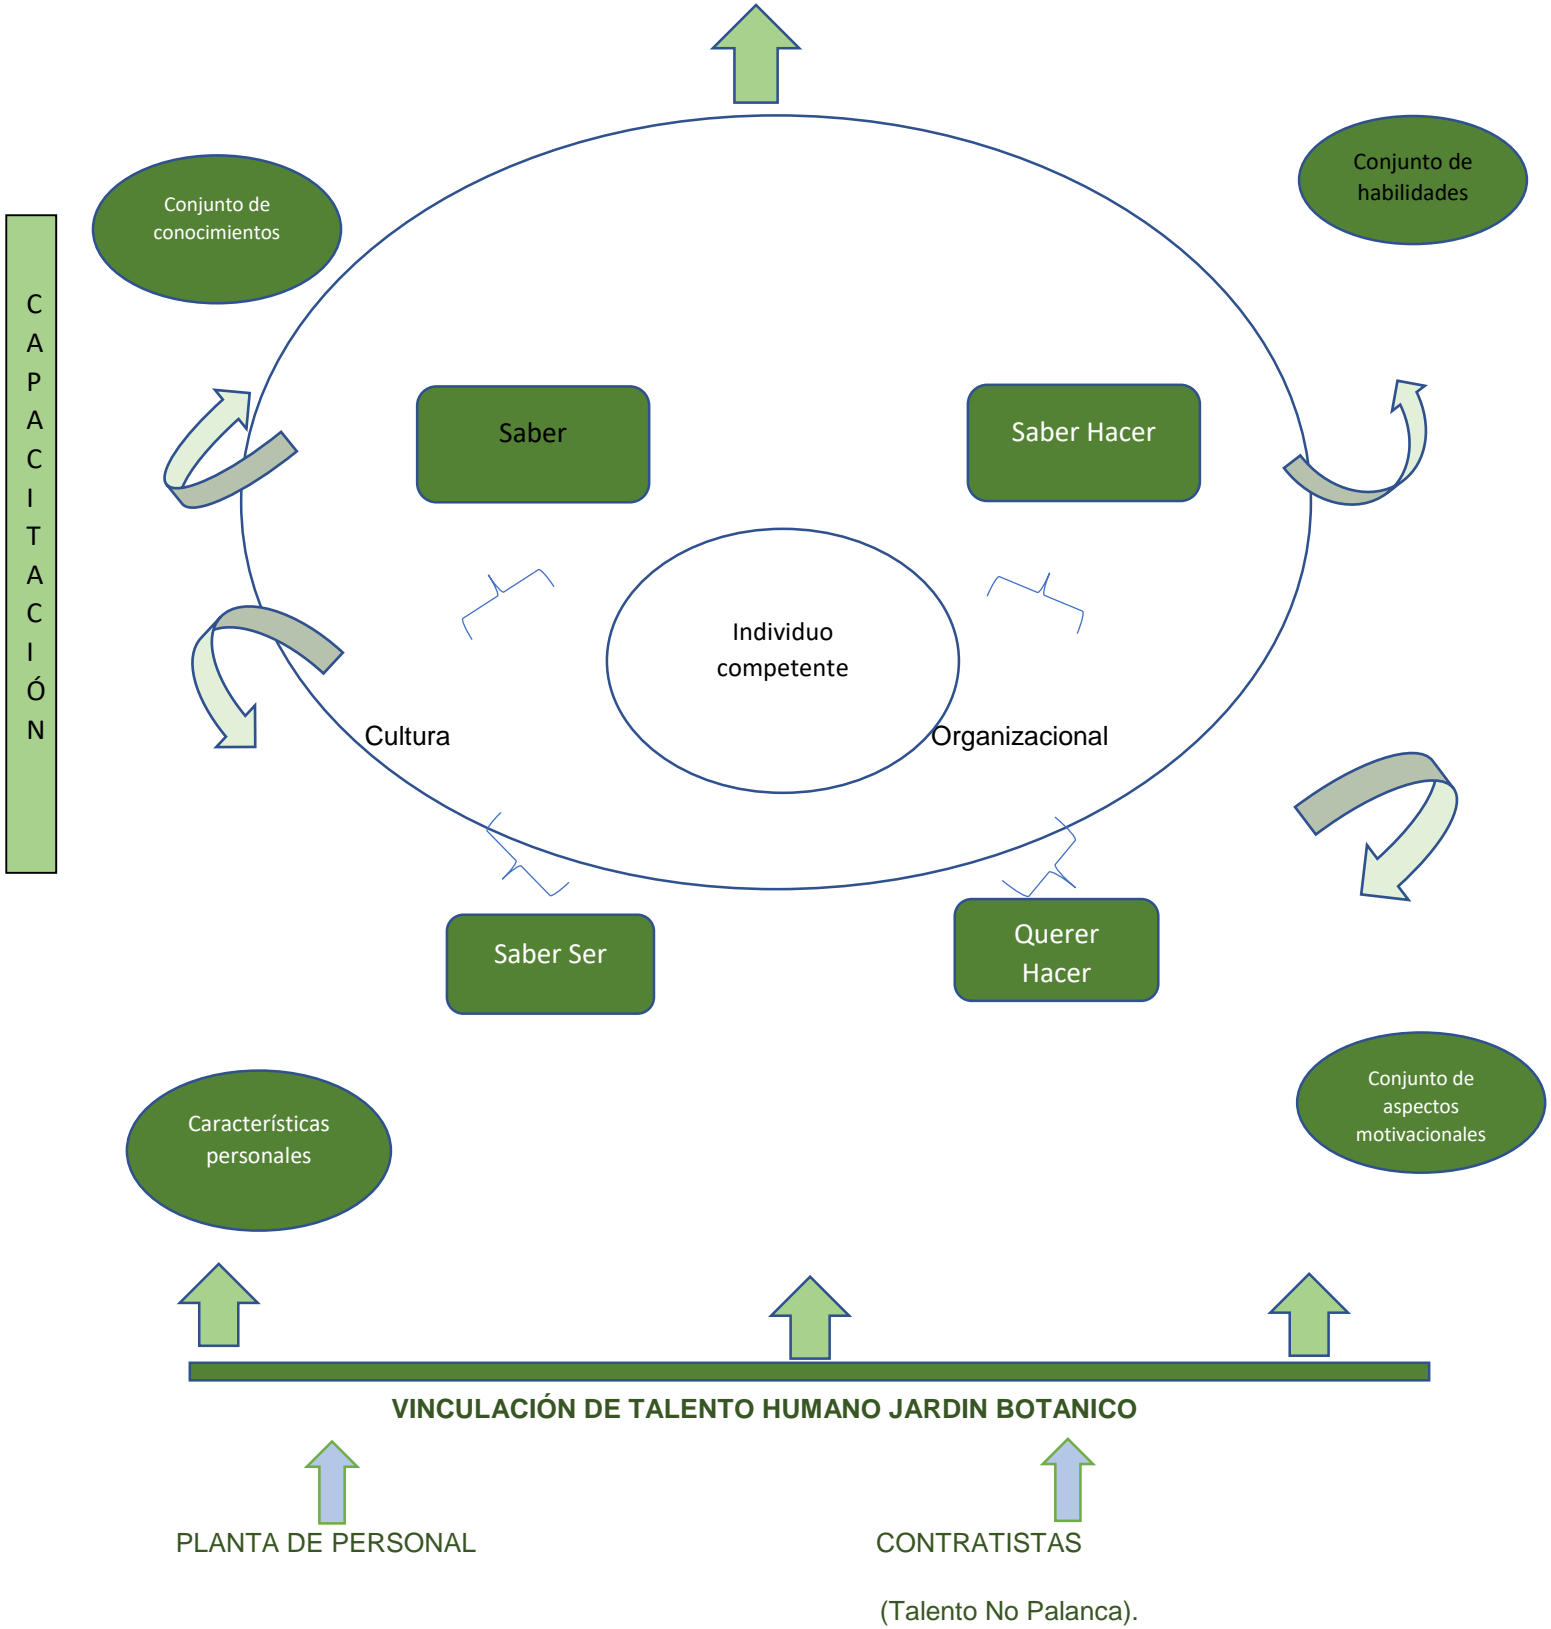 Conjunto de
habilidades
Conjunto de
conocimientos
C
A
P
A
C
I
T
A
C
I
Ó
N
Saber
Saber Hacer
Individuo
competente
Cultura
Organizacional
Saber Ser
Querer
Hacer
Características
personales
Conjunto de
aspectos
motivacionales
VINCULACIÓN DE TALENTO HUMANO JARDIN BOTANICO
PLANTA DE PERSONAL
CONTRATISTAS
(Talento No Palanca).